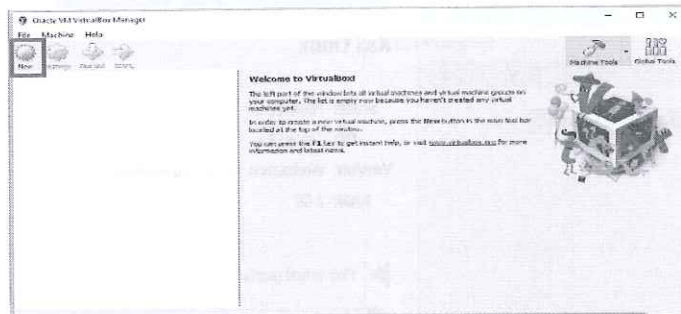 Oracle VM VirtualBox Manager
File Machine Help
New Settings Discard Start
Machine Tools Global Tools
Welcome to VirtualBox!
The left part of this window lists all virtual machines and virtual machine groups on
your computer. The list is empty now because you haven't created any virtual
machines yet.
In order to create a new virtual machine, press the New button in the main tool bar
located at the top of the window.
You can press the F1 key to get instant help, or visit www.virtualbox.org for more
information and latest news.